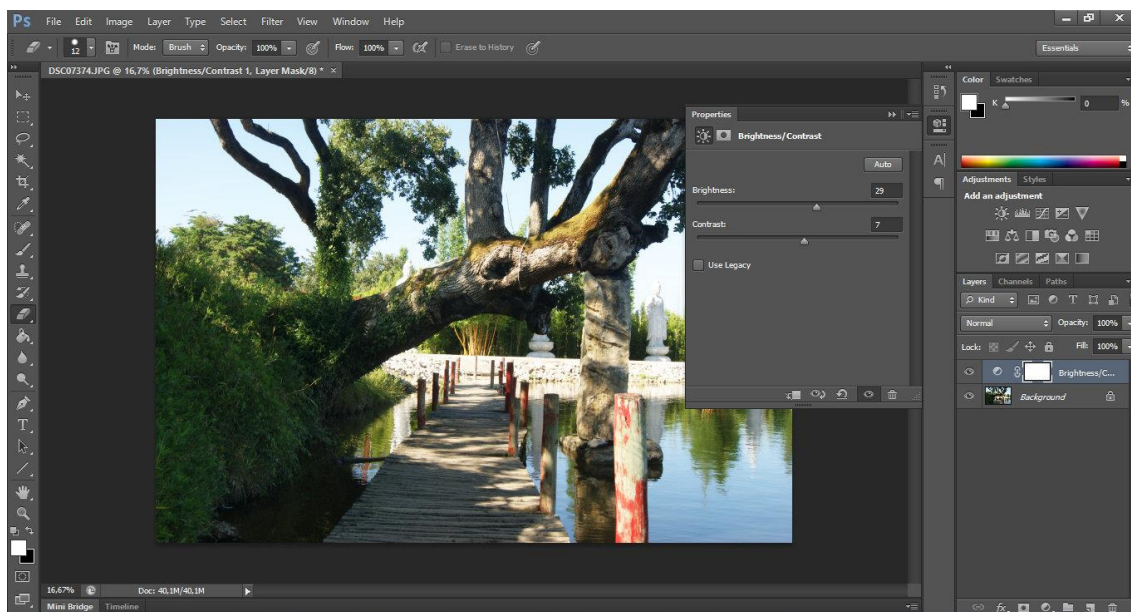 Ps File Edit Image Layer Type Select Filter View Window Help
12 Mode: Brush Opacity: 100% Flow: 100% Erase to History Essentials
DSC07374.JPG @ 16,7% (Brightness/Contrast 1, Layer Mask/8) * ×
Color Swatches
K 0 %
Properties
Brightness/Contrast
Auto
Brightness: 29
Contrast: 7
Use Legacy
Adjustments Styles
Add an adjustment
Layers Channels Paths
Kind
Normal Opacity: 100%
Lock: Fill: 100%
Brightness/C...
Background
16,67% Doc: 40,1M/40,1M
Mini Bridge Timeline